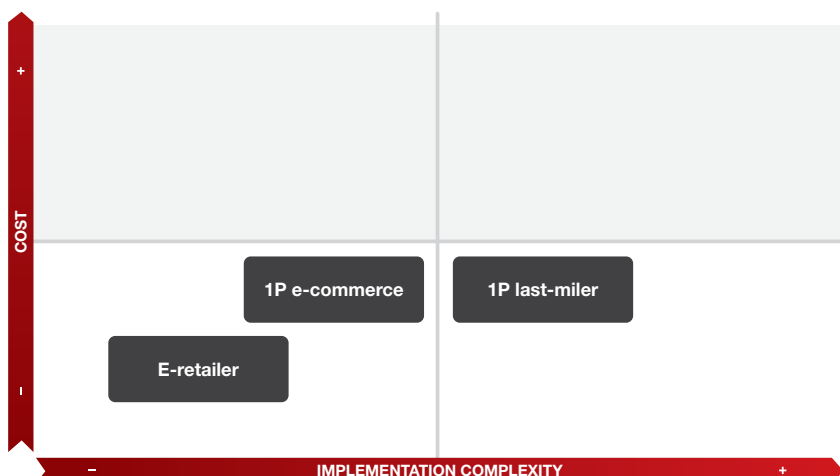 +
COST
–
1P e-commerce
1P last-miler
E-retailer
–
IMPLEMENTATION COMPLEXITY
+